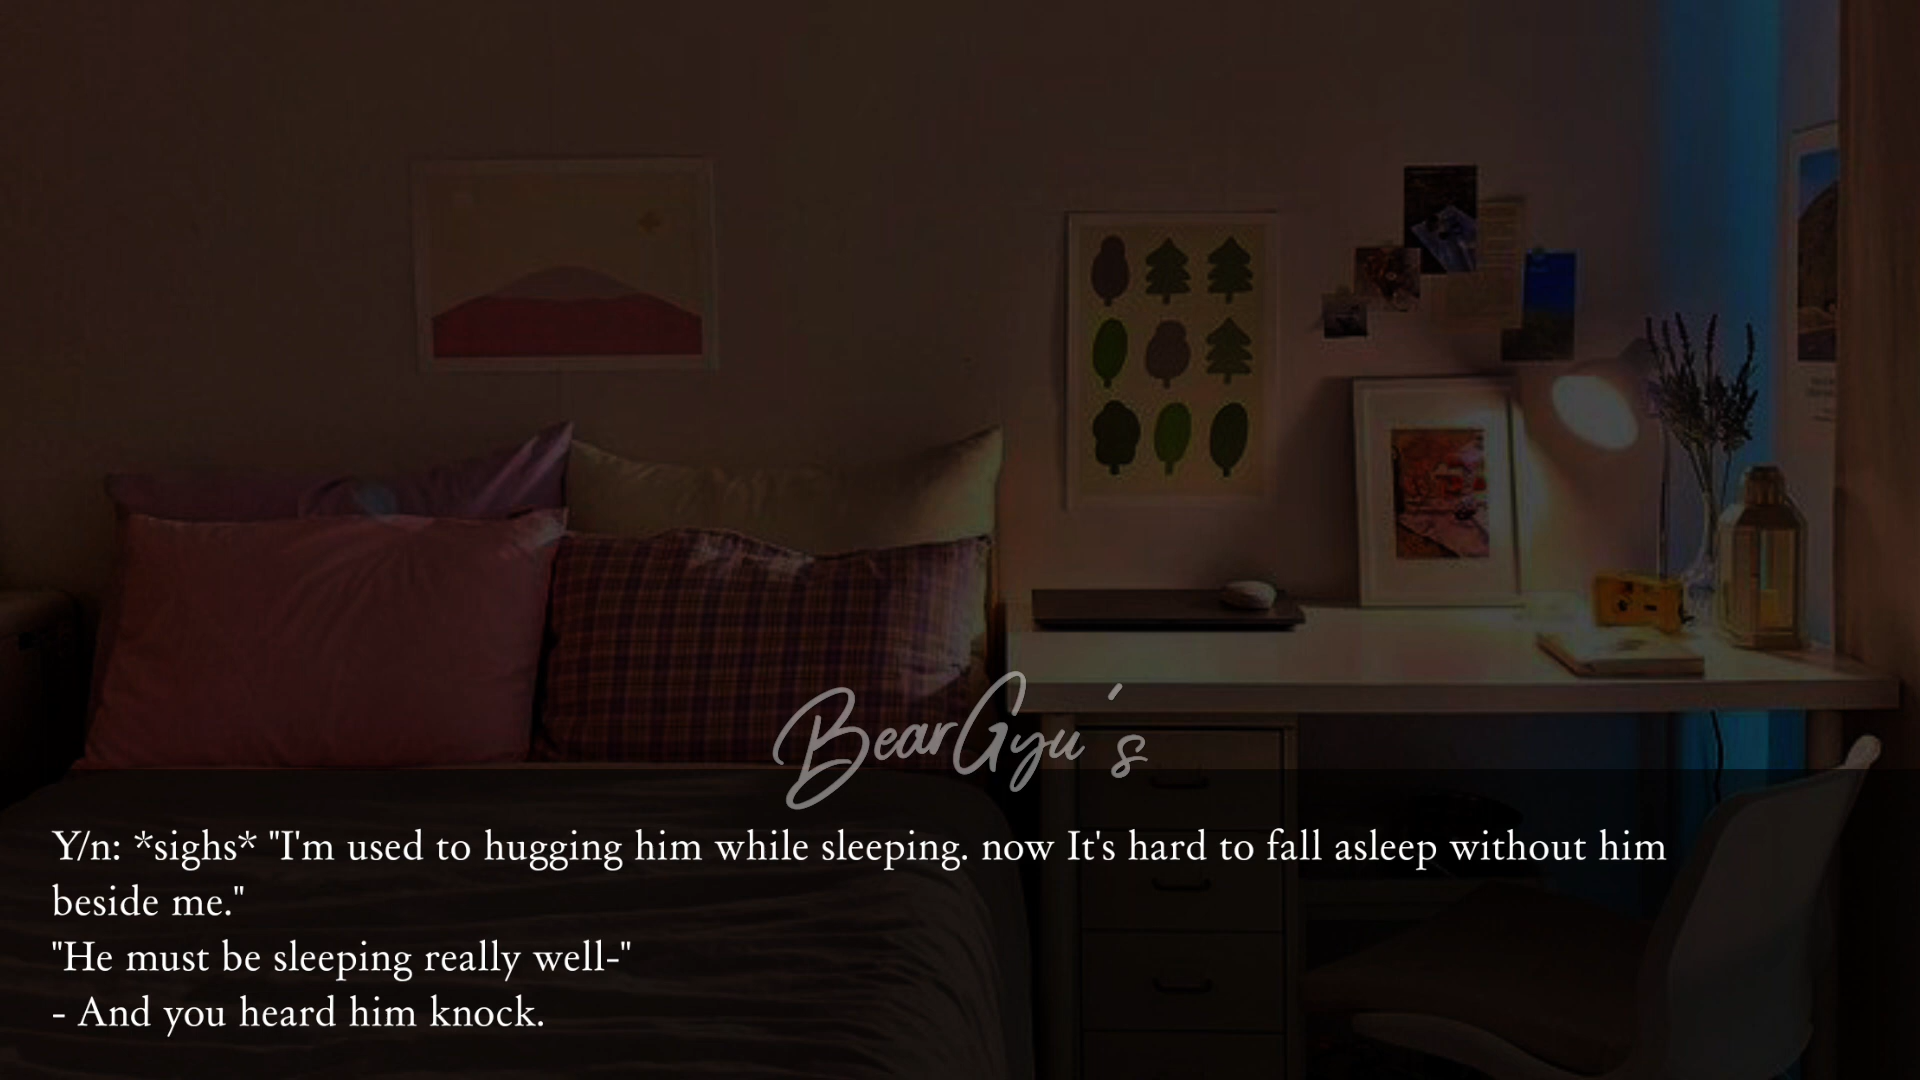 BearGyu's
Y/n: *sighs* "I'm used to hugging him while sleeping. now It's hard to fall asleep without him
beside me."
"He must be sleeping really well-"
- And you heard him knock.